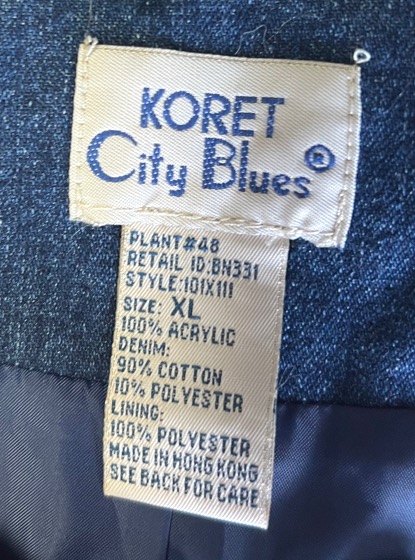 KORET
City Blues®
PLANT#48
RETAIL ID:BN331
STYLE:101X111
SIZE: XL
100% ACRYLIC
DENIM:
90% COTTON
10% POLYESTER
LINING:
100% POLYESTER
MADE IN HONG KONG
SEE BACK FOR CARE